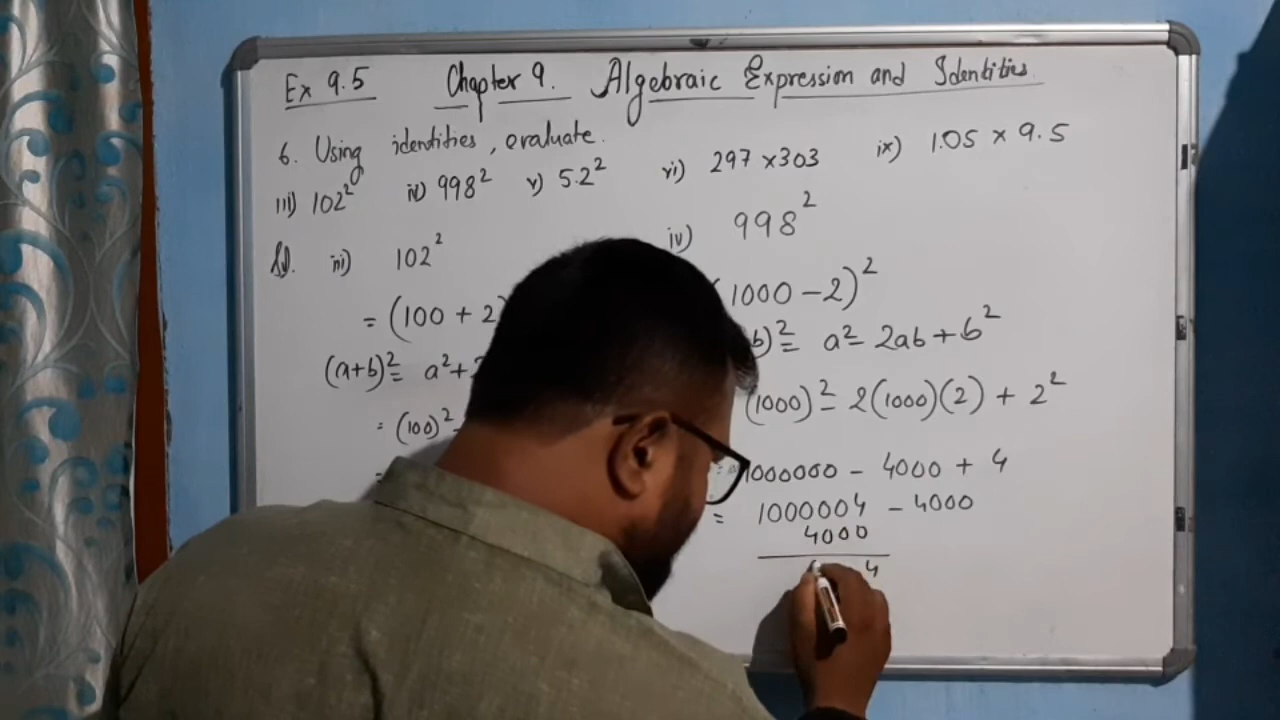 Ex 9.5 Chapter 9. Algebraic Expression and Identities
6. Using identities, evaluate.
iii) 102² iv) 998² v) 5.2² vi) 297 × 303 ix) 1.05 × 9.5
Sol. iii) 102²
= (100 + 2)
(a+b)² = a² +
= (100)²
=
iv) 998²
(1000 - 2)²
b)² = a² - 2ab + b²
(1000)² - 2(1000)(2) + 2²
= 1000000 - 4000 + 4
= 1000004 - 4000
4000
4